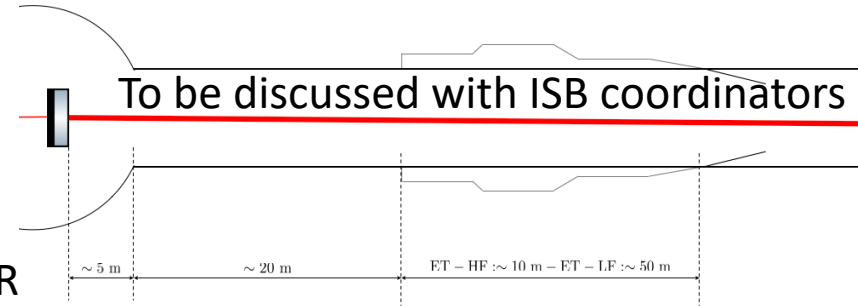 To be discussed with ISB coordinators
R
∼ 5 m
∼ 20 m
ET − HF :∼ 10 m − ET − LF :∼ 50 m